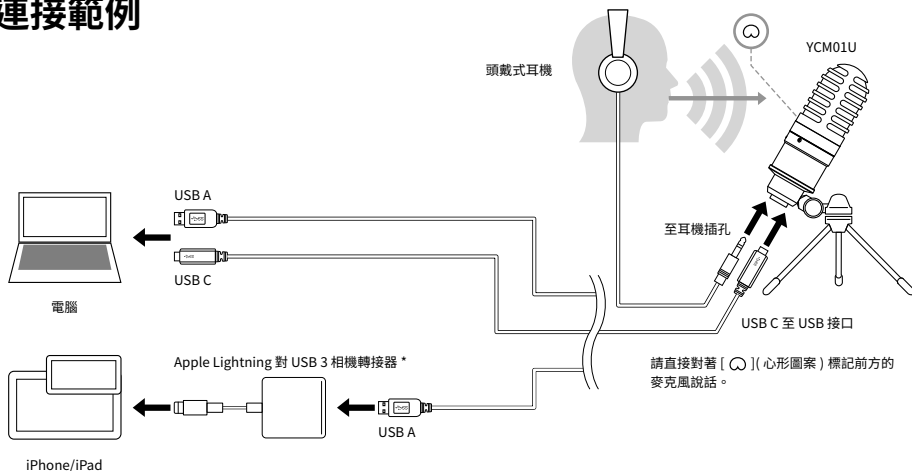 連接範例
YCM01U
頭戴式耳機
USB A
至耳機插孔
USB C
電腦
USB C 至 USB 接口
Apple Lightning 對 USB 3 相機轉接器 *
請直接對著 [ ]( 心形圖案 ) 標記前方的
麥克風說話。
USB A
iPhone/iPad